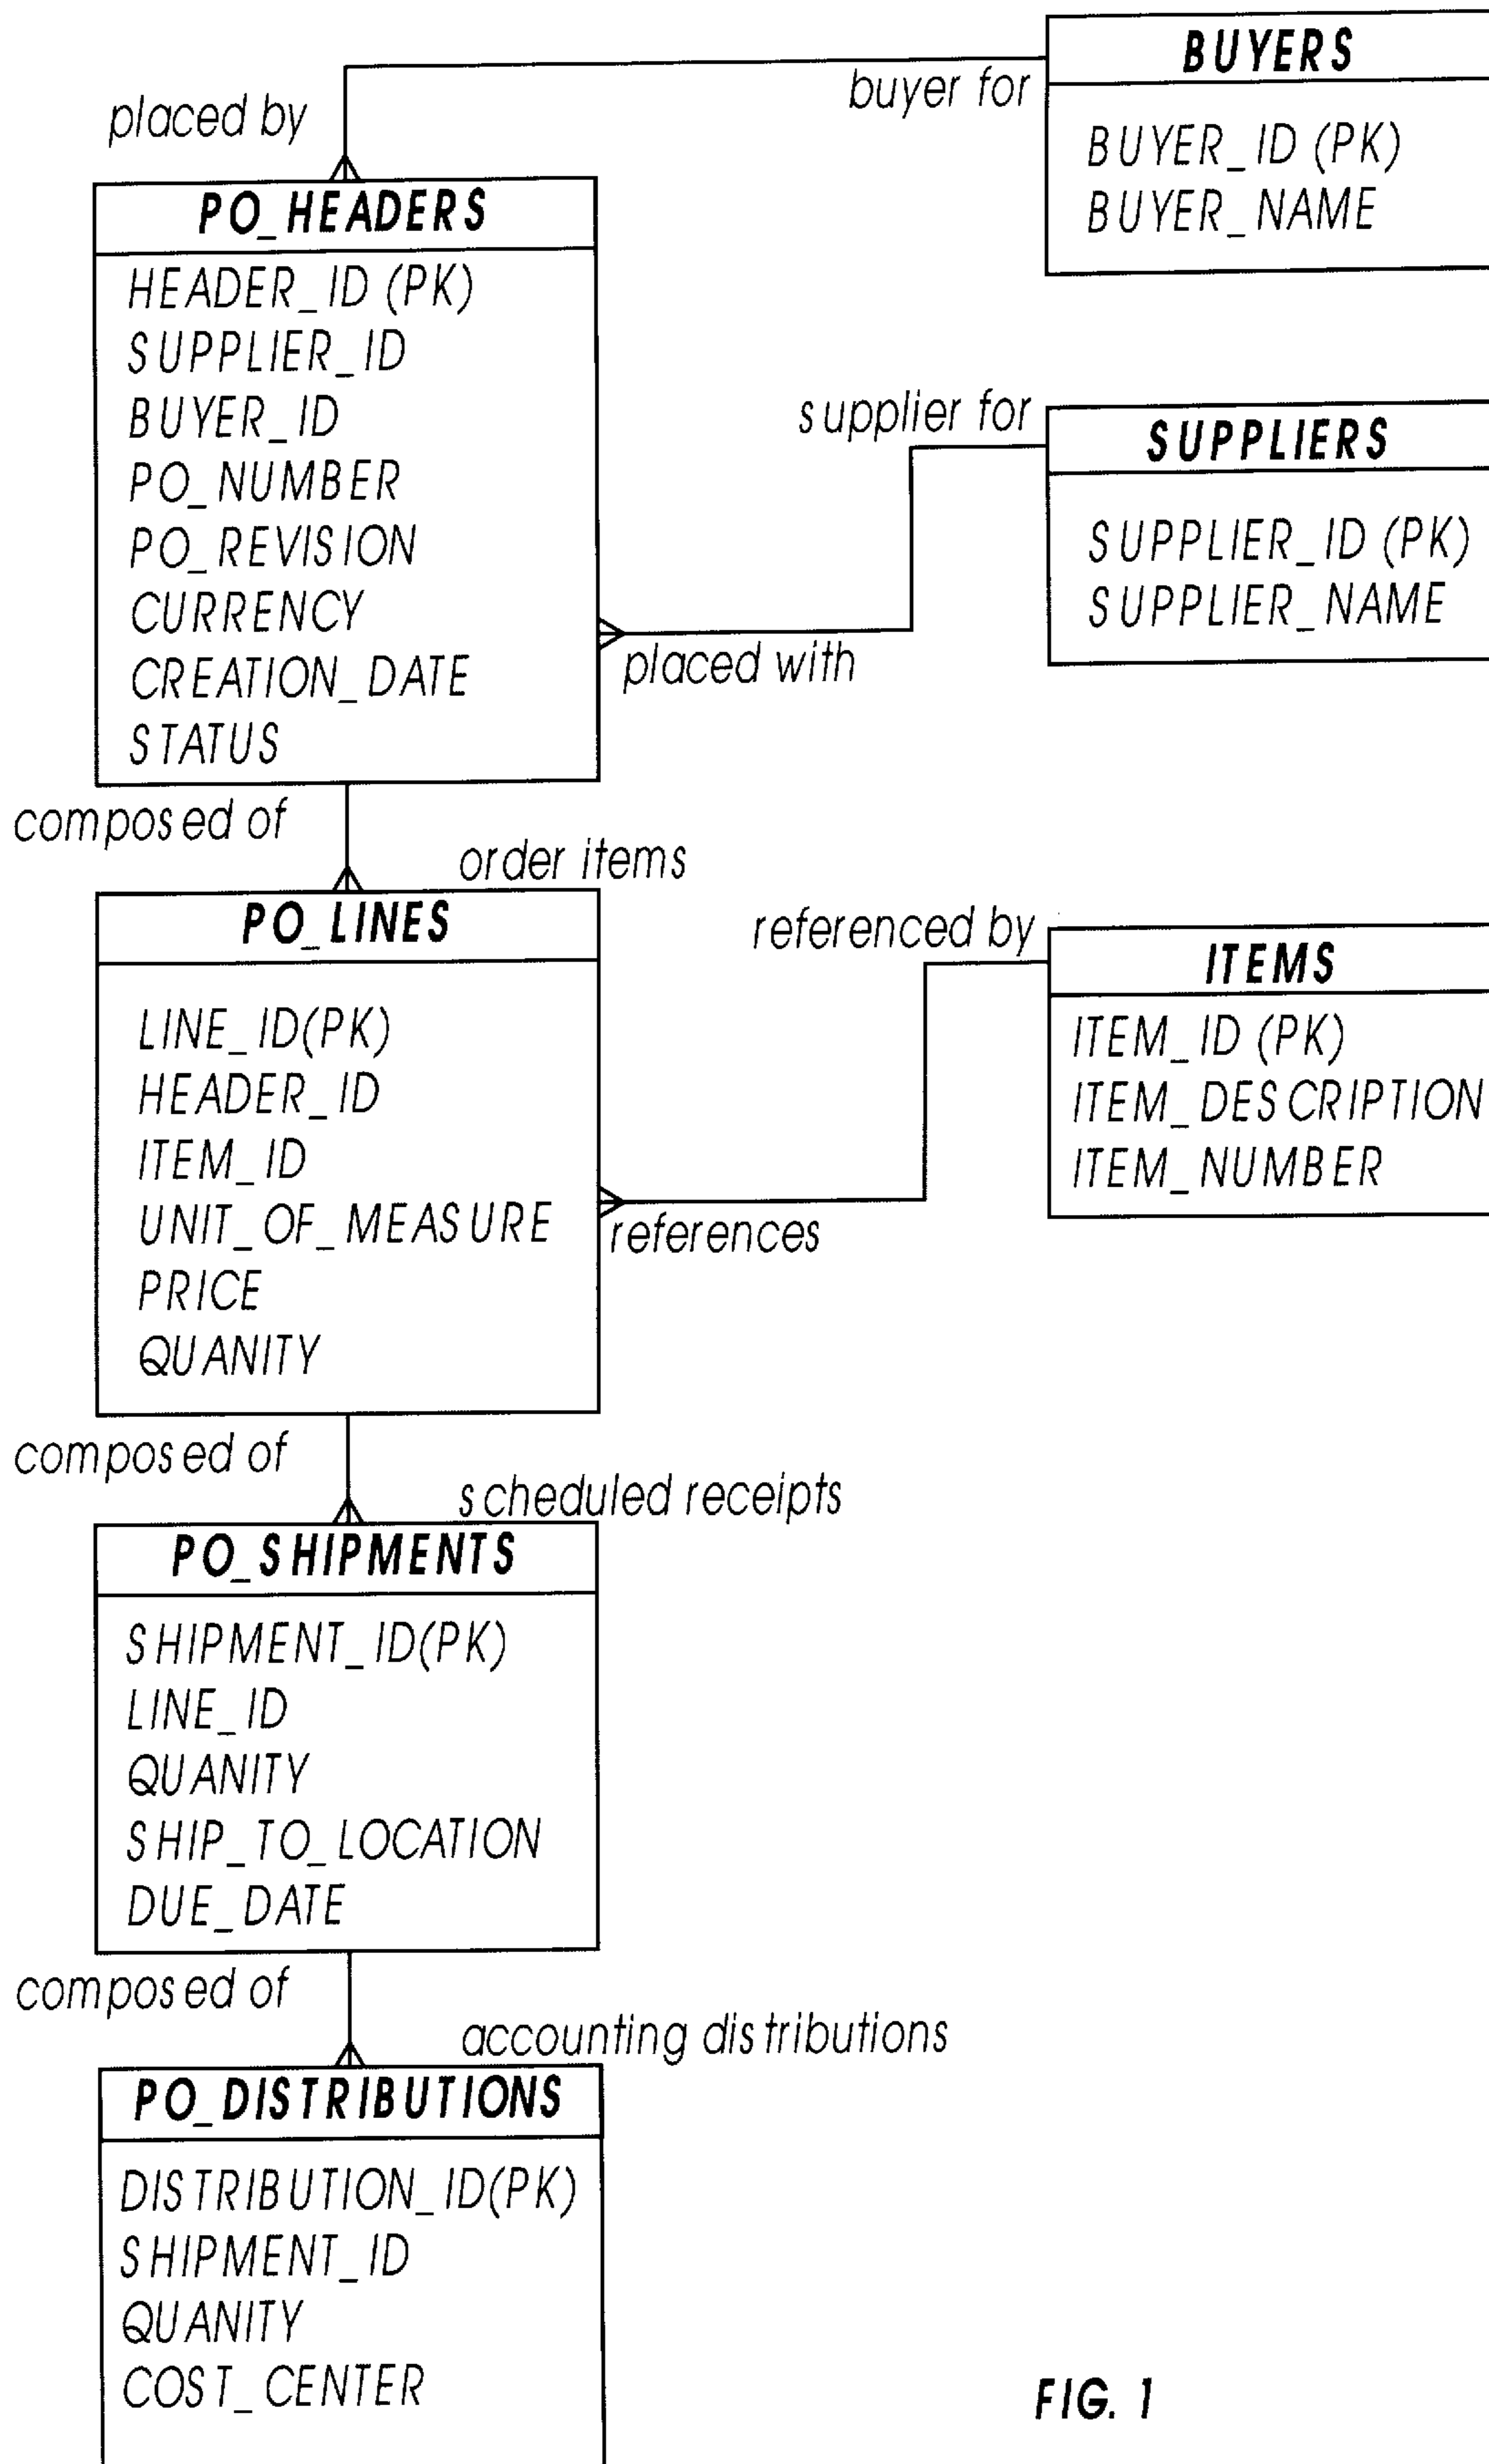 BUYERS
buyer for
placed by
BUYER_ID (PK)
BUYER_NAME
PO_HEADERS
HEADER_ID (PK)
SUPPLIER_ID
BUYER_ID
PO_NUMBER
PO_REVISION
CURRENCY
CREATION_DATE
STATUS
supplier for
SUPPLIERS
SUPPLIER_ID (PK)
SUPPLIER_NAME
placed with
composed of
order items
PO_LINES
LINE_ID(PK)
HEADER_ID
ITEM_ID
UNIT_OF_MEASURE
PRICE
QUANITY
referenced by
ITEMS
ITEM_ID (PK)
ITEM_DESCRIPTION
ITEM_NUMBER
references
composed of
scheduled receipts
PO_SHIPMENTS
SHIPMENT_ID(PK)
LINE_ID
QUANITY
SHIP_TO_LOCATION
DUE_DATE
composed of
accounting distributions
PO_DISTRIBUTIONS
DISTRIBUTION_ID(PK)
SHIPMENT_ID
QUANITY
COST_CENTER
FIG. 1